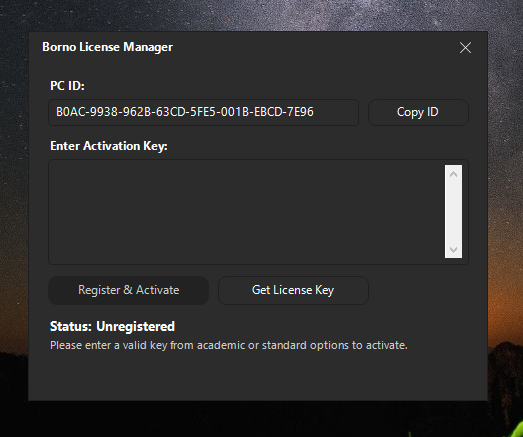 Borno License Manager
PC ID:
B0AC-9938-962B-63CD-5FE5-001B-EBCD-7E96
Copy ID
Enter Activation Key:
Register & Activate
Get License Key
Status: Unregistered
Please enter a valid key from academic or standard options to activate.